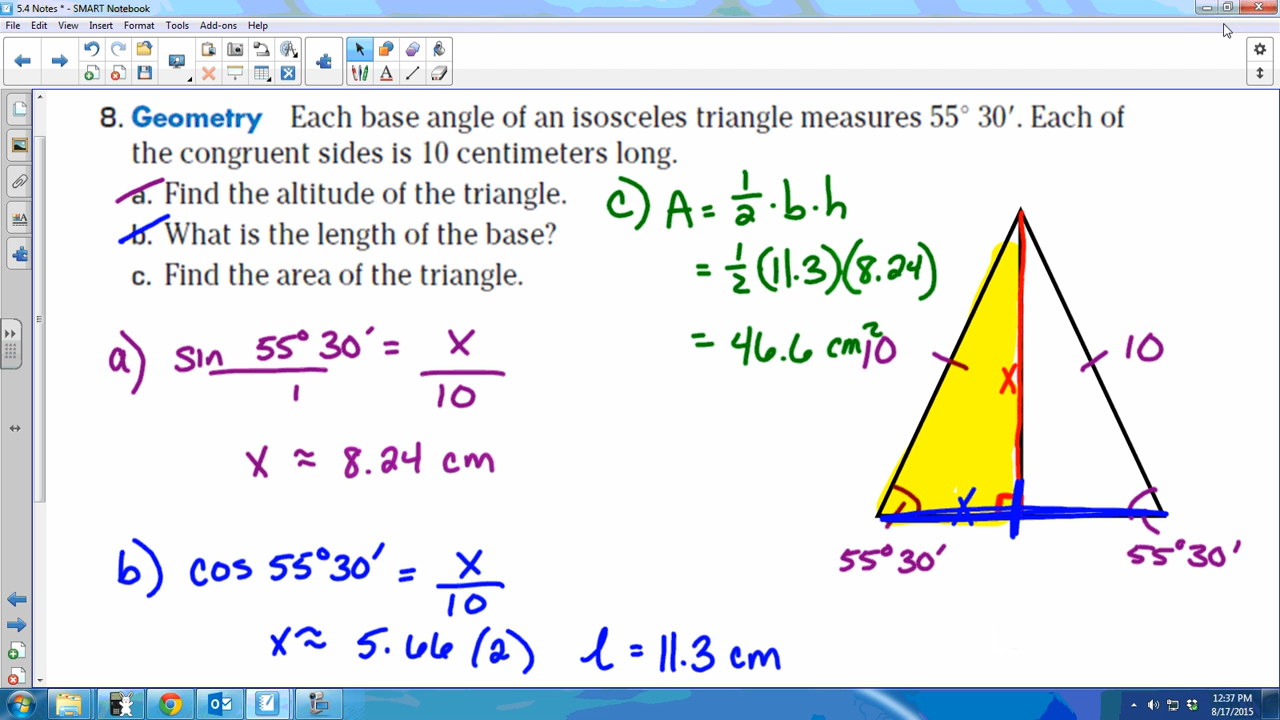 5.4 Notes * - SMART Notebook
File Edit View Insert Format Tools Add-ons Help
8. Geometry Each base angle of an isosceles triangle measures 55° 30′. Each of
the congruent sides is 10 centimeters long.
a. Find the altitude of the triangle.
b. What is the length of the base?
c. Find the area of the triangle.
c) A = 1/2 · b · h
= 1/2 (11.3)(8.24)
= 46.6 cm²
10
10
x
x
55°30′
55°30′
a) sin 55°30′ / 1 = x / 10
x ≈ 8.24 cm
b) cos 55°30′ = x / 10
x ≈ 5.66 (2) l = 11.3 cm
12:37 PM
8/17/2015